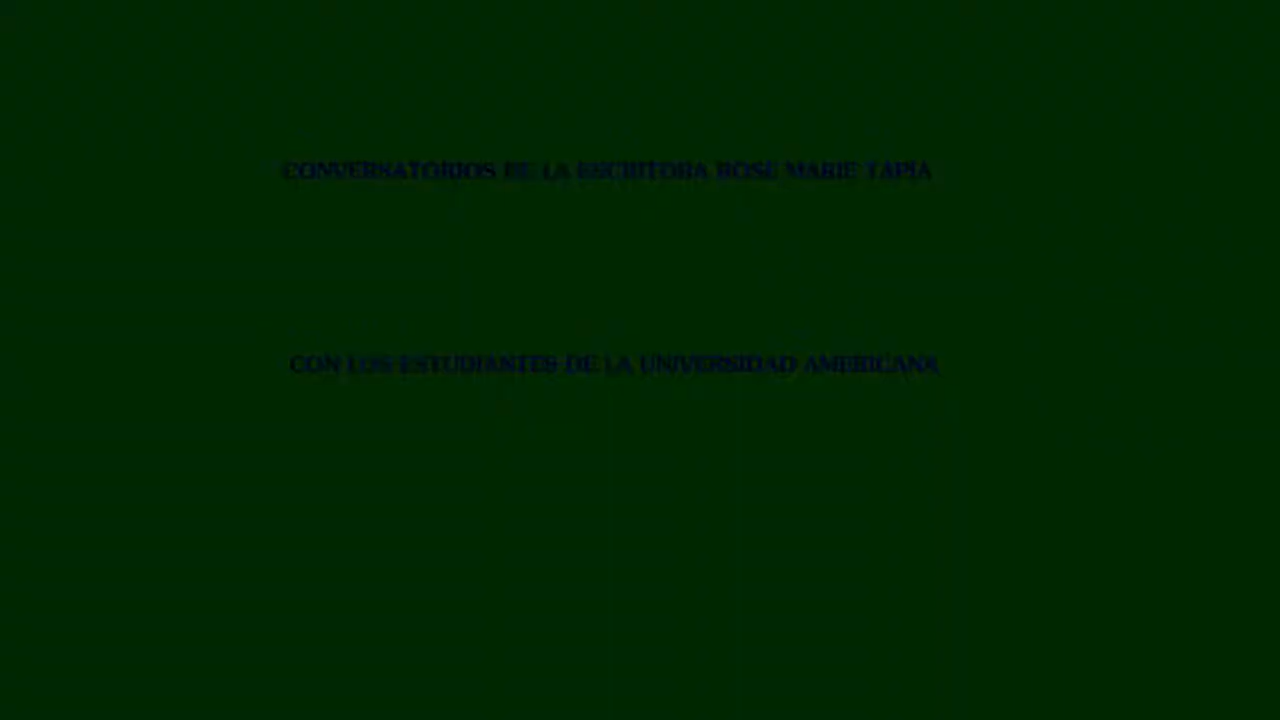 CONVERSATORIOS DE LA ESCRITORA ROSE MARIE TAPIA
CON LOS ESTUDIANTES DE LA UNIVERSIDAD AMERICANA